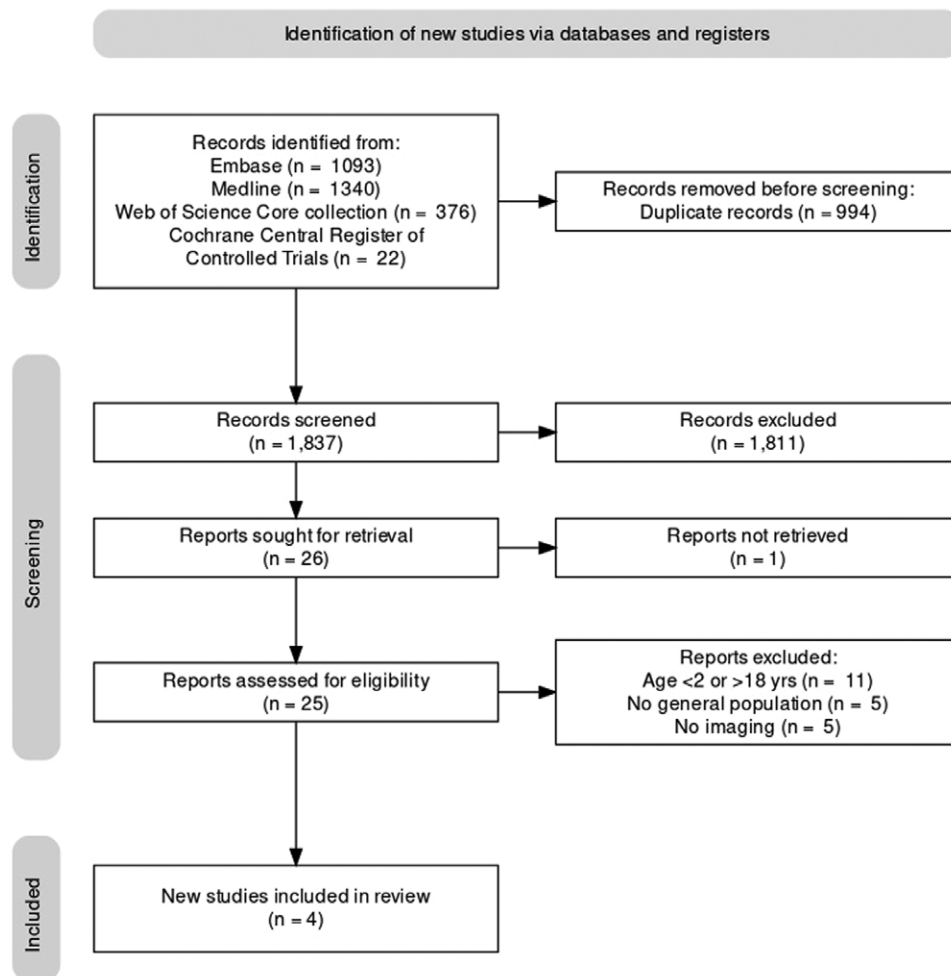 Identification of new studies via databases and registers
Identification
Records identified from:
Embase (n = 1093)
Medline (n = 1340)
Web of Science Core collection (n = 376)
Cochrane Central Register of
Controlled Trials (n = 22)
Records removed before screening:
Duplicate records (n = 994)
Screening
Records screened
(n = 1,837)
Records excluded
(n = 1,811)
Reports sought for retrieval
(n = 26)
Reports not retrieved
(n = 1)
Reports assessed for eligibility
(n = 25)
Reports excluded:
Age <2 or >18 yrs (n = 11)
No general population (n = 5)
No imaging (n = 5)
Included
New studies included in review
(n = 4)